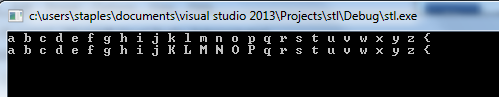 c:\users\staples\documents\visual studio 2013\Projects\stl\Debug\stl.exe
a b c d e f g h i j k l m n o p q r s t u v w x y z {
a b c d e f g h i j K L M N O P q r s t u v w x y z {